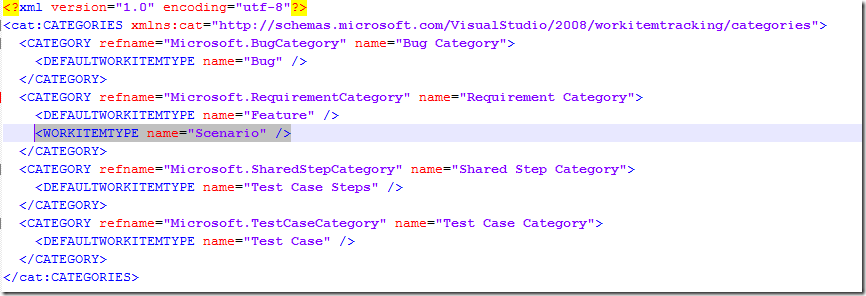 <?xml version="1.0" encoding="utf-8"?>
<cat:CATEGORIES xmlns:cat="http://schemas.microsoft.com/VisualStudio/2008/workitemtracking/categories">
  <CATEGORY refname="Microsoft.BugCategory" name="Bug Category">
    <DEFAULTWORKITEMTYPE name="Bug" />
  </CATEGORY>
  <CATEGORY refname="Microsoft.RequirementCategory" name="Requirement Category">
    <DEFAULTWORKITEMTYPE name="Feature" />
    <WORKITEMTYPE name="Scenario" />
  </CATEGORY>
  <CATEGORY refname="Microsoft.SharedStepCategory" name="Shared Step Category">
    <DEFAULTWORKITEMTYPE name="Test Case Steps" />
  </CATEGORY>
  <CATEGORY refname="Microsoft.TestCaseCategory" name="Test Case Category">
    <DEFAULTWORKITEMTYPE name="Test Case" />
  </CATEGORY>
</cat:CATEGORIES>